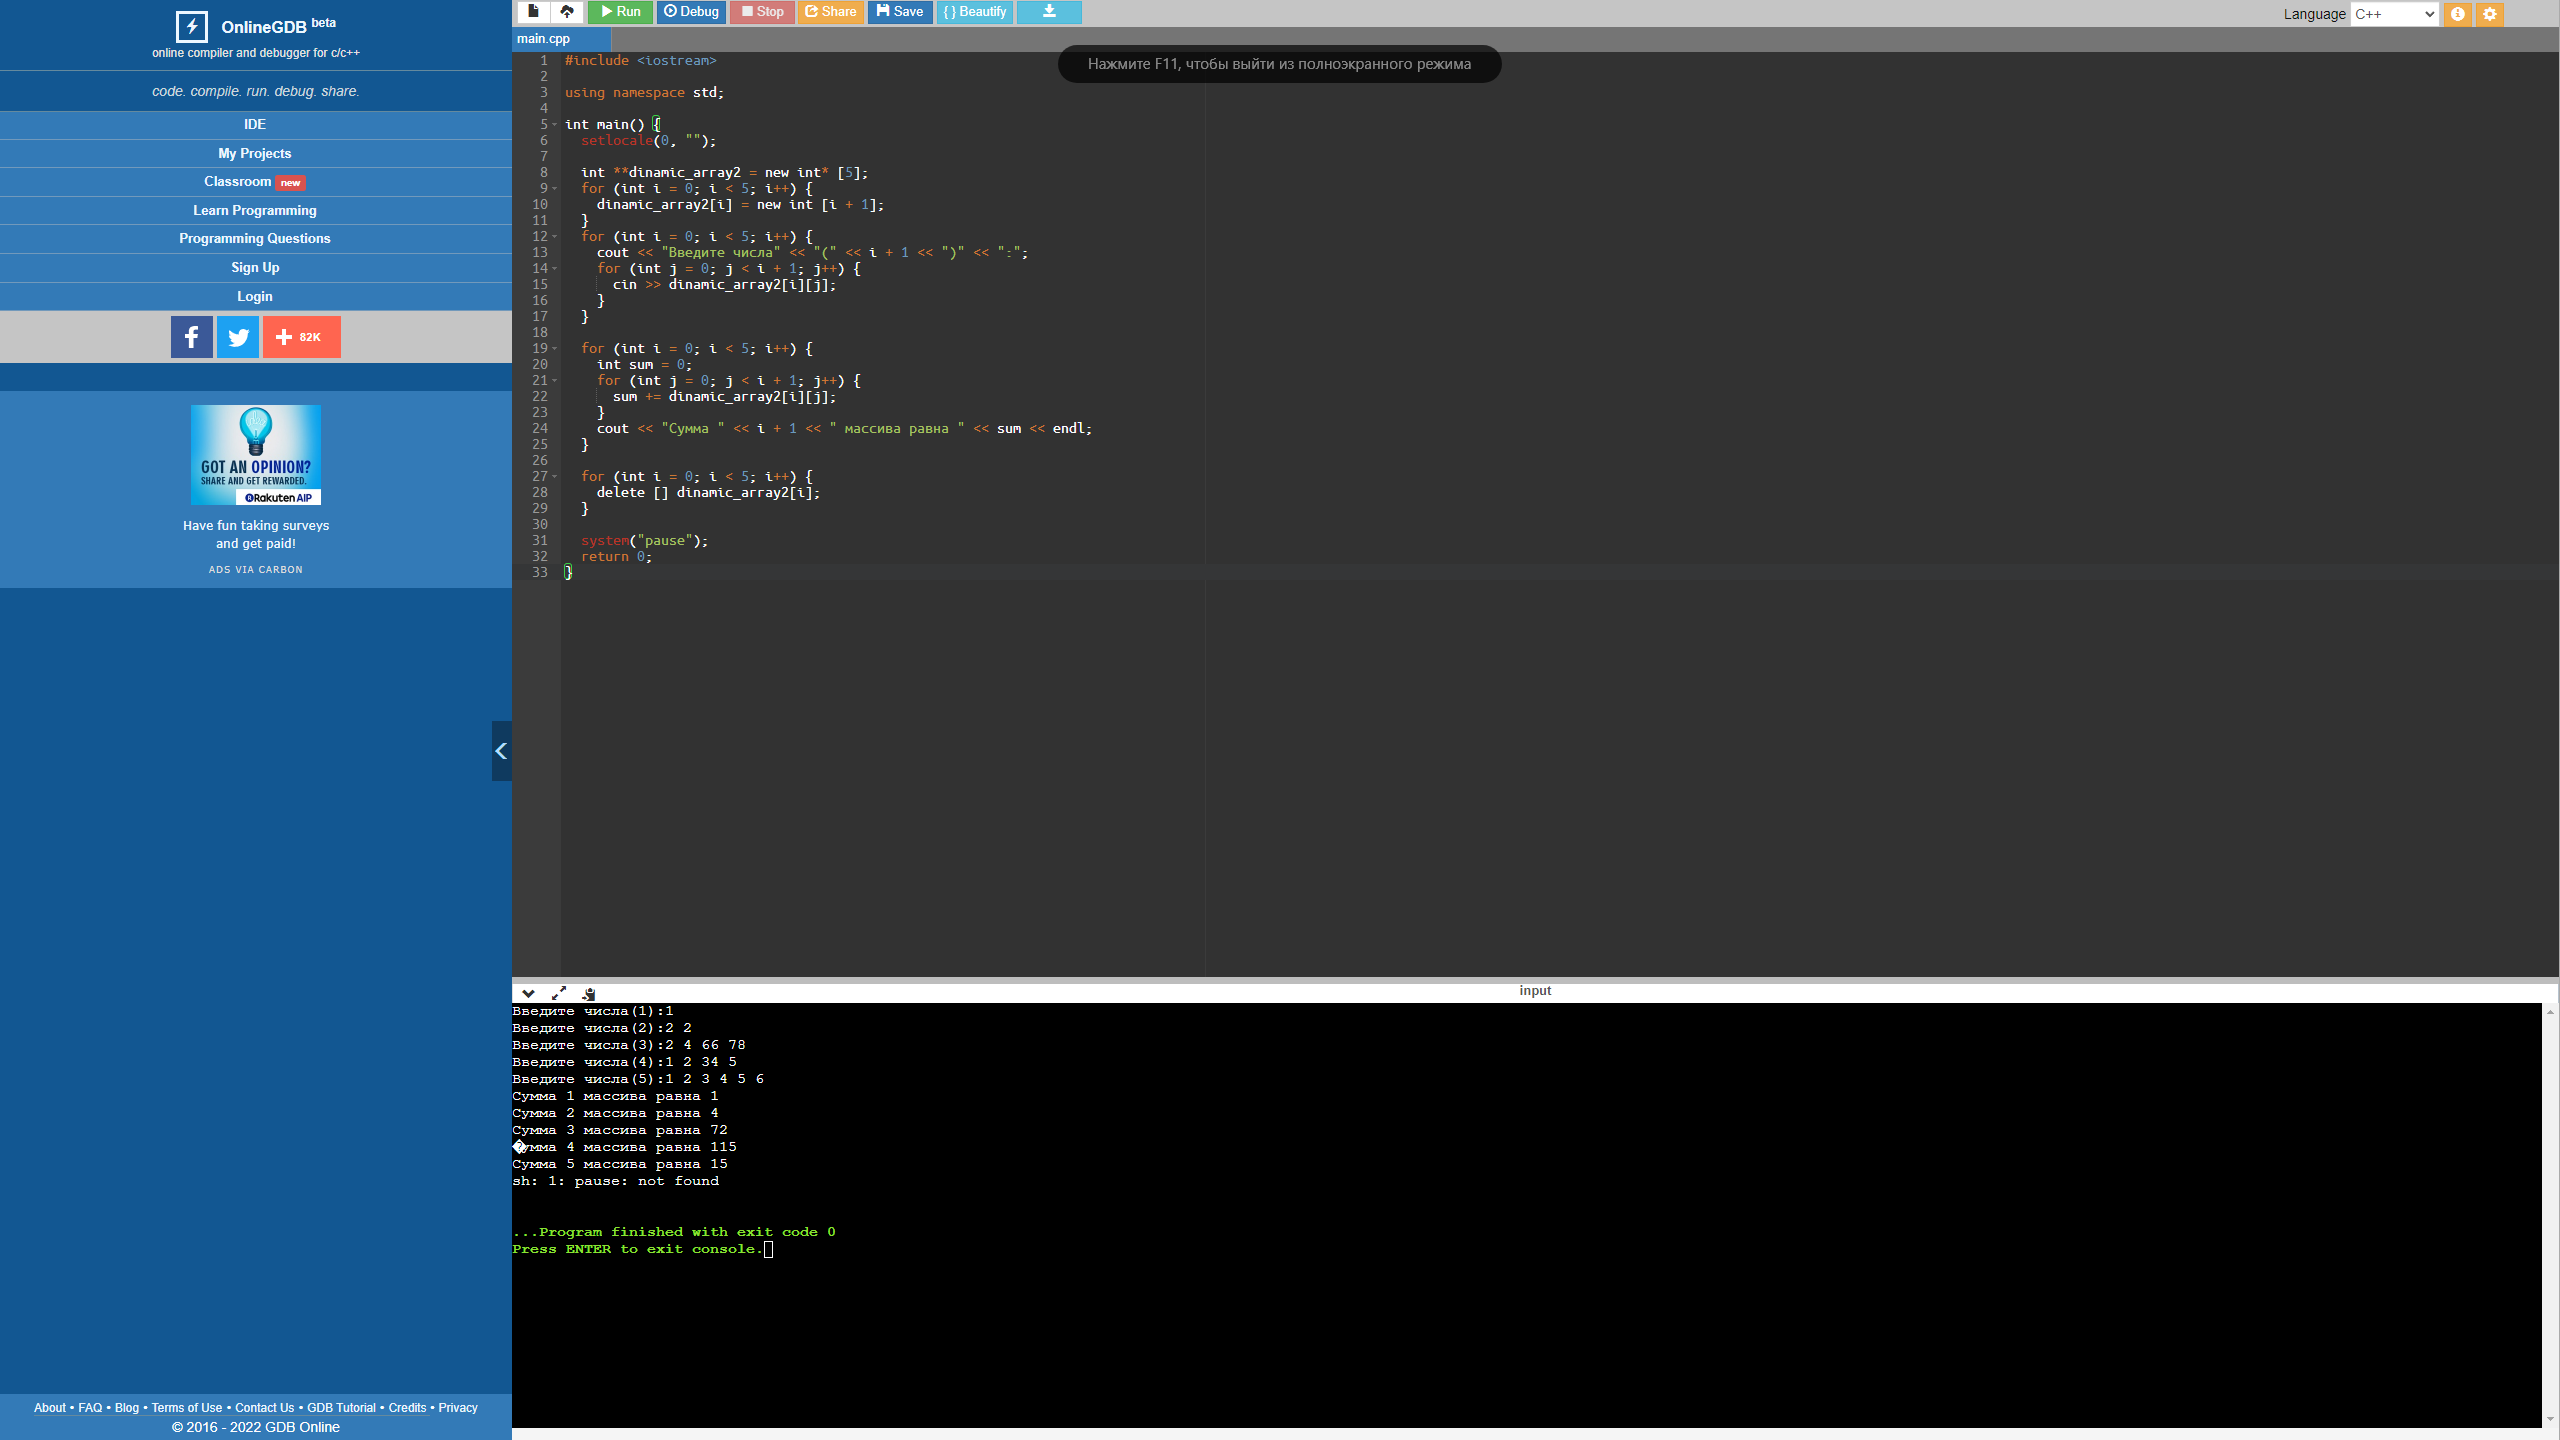 OnlineGDB beta
online compiler and debugger for c/c++
code. compile. run. debug. share.
IDE
My Projects
Classroom new
Learn Programming
Programming Questions
Sign Up
Login
82K
GOT AN OPINION?
SHARE AND GET REWARDED.
Rakuten AIP
Have fun taking surveys
and get paid!
ADS VIA CARBON
About • FAQ • Blog • Terms of Use • Contact Us • GDB Tutorial • Credits • Privacy
© 2016 - 2022 GDB Online
Run Debug Stop Share Save { } Beautify
Language C++
main.cpp
Нажмите F11, чтобы выйти из полноэкранного режима
1 #include <iostream>
2
3 using namespace std;
4
5 int main() {
6 setlocale(0, "");
7
8 int **dinamic_array2 = new int* [5];
9 for (int i = 0; i < 5; i++) {
10 dinamic_array2[i] = new int [i + 1];
11 }
12 for (int i = 0; i < 5; i++) {
13 cout << "Введите числа" << "(" << i + 1 << ")" << ":";
14 for (int j = 0; j < i + 1; j++) {
15 cin >> dinamic_array2[i][j];
16 }
17 }
18
19 for (int i = 0; i < 5; i++) {
20 int sum = 0;
21 for (int j = 0; j < i + 1; j++) {
22 sum += dinamic_array2[i][j];
23 }
24 cout << "Сумма " << i + 1 << " массива равна " << sum << endl;
25 }
26
27 for (int i = 0; i < 5; i++) {
28 delete [] dinamic_array2[i];
29 }
30
31 system("pause");
32 return 0;
33 }
input
Введите числа(1):1
Введите числа(2):2 2
Введите числа(3):2 4 66 78
Введите числа(4):1 2 34 5
Введите числа(5):1 2 3 4 5 6
Сумма 1 массива равна 1
Сумма 2 массива равна 4
Сумма 3 массива равна 72
�умма 4 массива равна 115
Сумма 5 массива равна 15
sh: 1: pause: not found
...Program finished with exit code 0
Press ENTER to exit console.